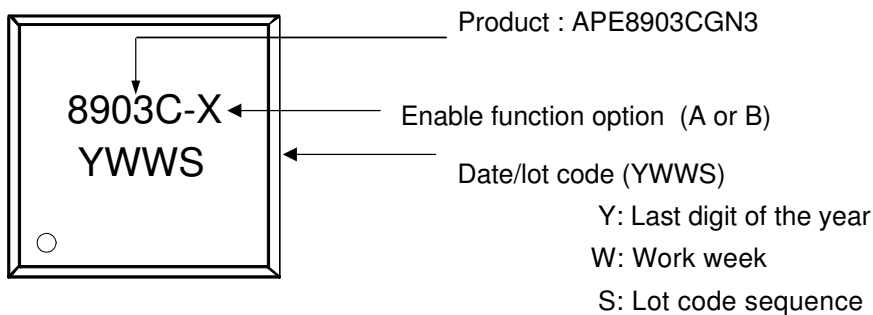 Product : APE8903CGN3
8903C-X
Enable function option (A or B)
YWWS
Date/lot code (YWWS)
Y: Last digit of the year
W: Work week
S: Lot code sequence